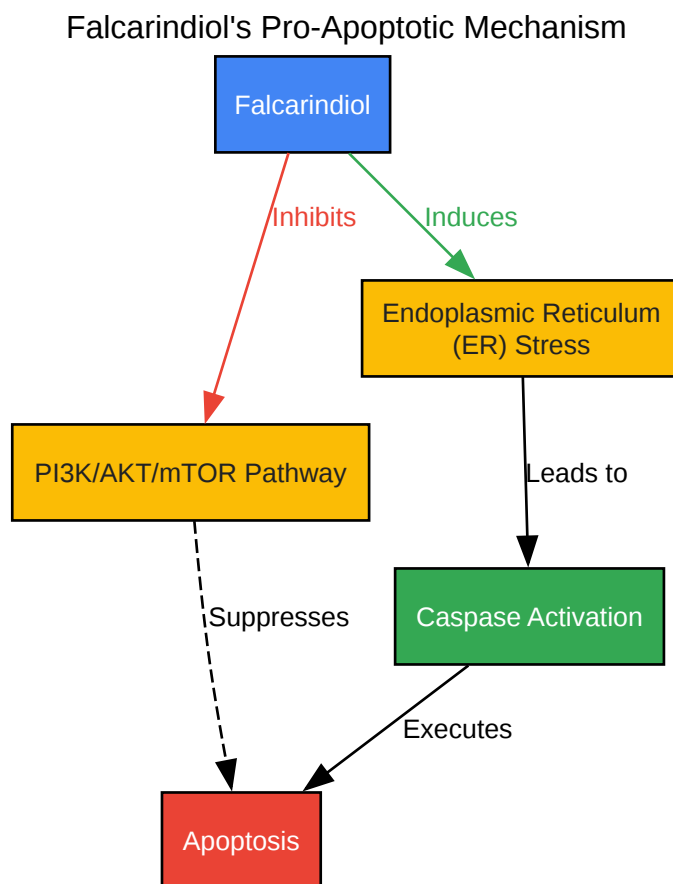 Falcarindiol's Pro-Apoptotic Mechanism
Falcarindiol
Inhibits
Induces
Endoplasmic Reticulum
(ER) Stress
PI3K/AKT/mTOR Pathway
Leads to
Caspase Activation
Suppresses
Executes
Apoptosis